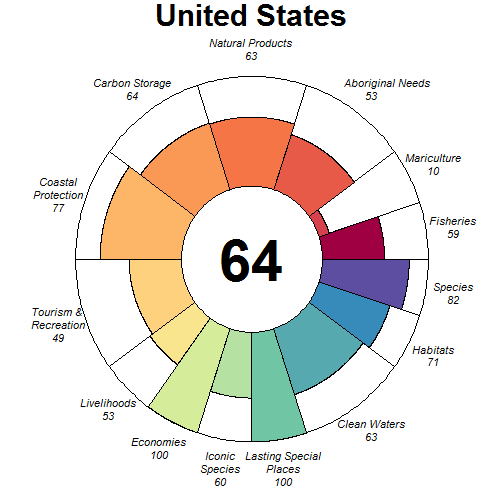 United States
Natural Products
63
Carbon Storage
64
Aboriginal Needs
53
Mariculture
10
Coastal
Protection
77
Fisheries
59
64
Species
82
Tourism &
Recreation
49
Habitats
71
Livelihoods
53
Clean Waters
63
Economies
100
Iconic
Species
60
Lasting Special
Places
100